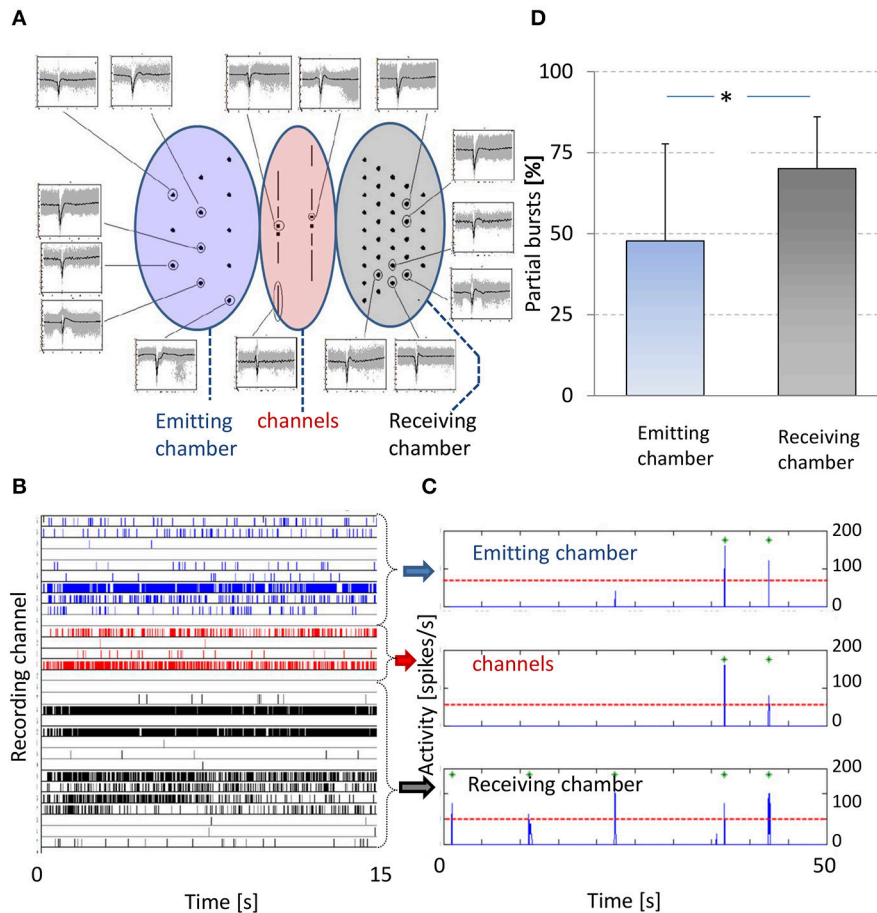 A
Emitting
chamber
channels
Receiving
chamber
D
Partial bursts [%]
100
75
50
25
0
*
Emitting
chamber
Receiving
chamber
B
Recording channel
0
15
Time [s]
C
Activity [spikes/s]
Emitting chamber
200
100
0
channels
200
100
0
Receiving chamber
200
100
0
0
50
Time [s]